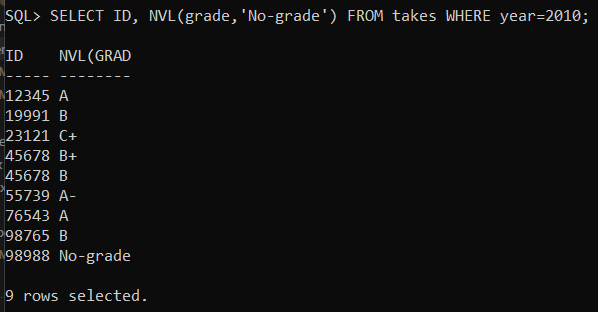 SQL> SELECT ID, NVL(grade,'No-grade') FROM takes WHERE year=2010;
ID    NVL(GRAD
----- --------
12345 A
19991 B
23121 C+
45678 B+
45678 B
55739 A-
76543 A
98765 B
98988 No-grade
9 rows selected.